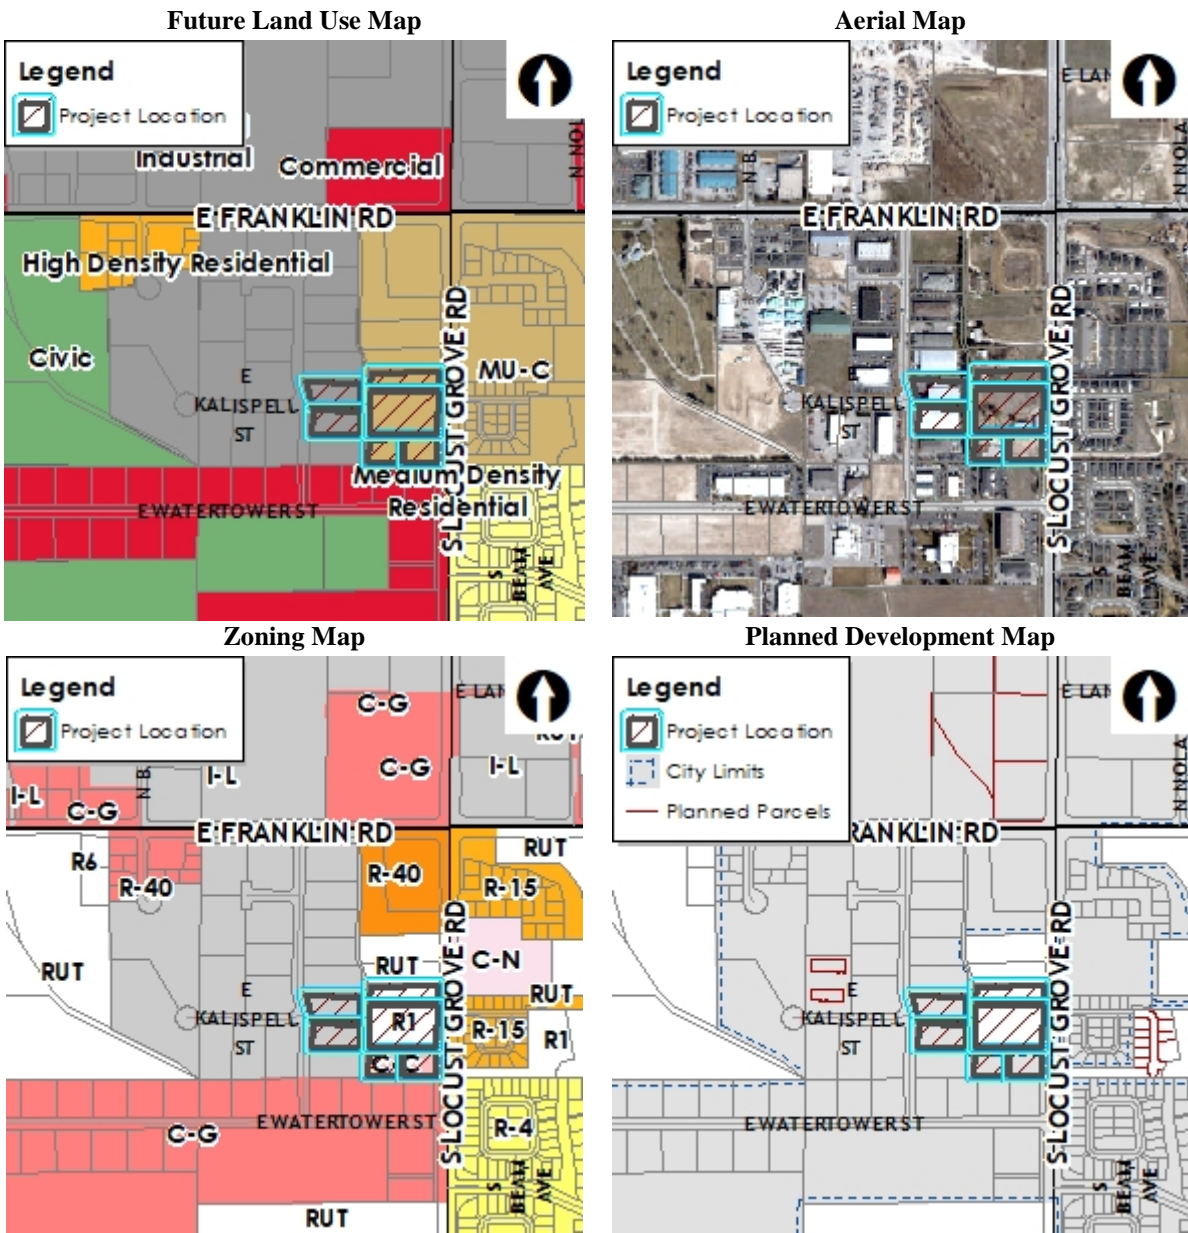 Future Land Use Map
Legend
Project Location
Industrial
Commercial
N NOL
E FRANKLIN RD
High Density Residential
Civic
E
KALISPELL
ST
MU-C
S LOCUST GROVE RD
Medium Density
Residential
E WATERTOWER ST
S
BEAM
AVE
Aerial Map
Legend
Project Location
E LAN
N B
N NOLA
E FRANKLIN RD
E
KALISPELL
ST
S LOCUST GROVE RD
E WATERTOWER ST
S
BEAM
AVE
Zoning Map
Legend
Project Location
C-G
E LAN
RUT
C-G
I-L
I-L
N B
I-L
C-G
E FRANKLIN RD
R6
R-40
R-40
RUT
R-15
RUT
RUT
C-N
RUT
E
KALISPELL
ST
R1
R-15
R1
C-C
S LOCUST GROVE RD
E WATERTOWER ST
C-G
R-4
S
BEAM
AVE
RUT
Planned Development Map
Legend
Project Location
City Limits
Planned Parcels
E LAN
N NOLA
RANKLIN RD
E
KALISPELL
ST
S LOCUST GROVE RD
E WATERTOWER ST
S
BEAM
AVE